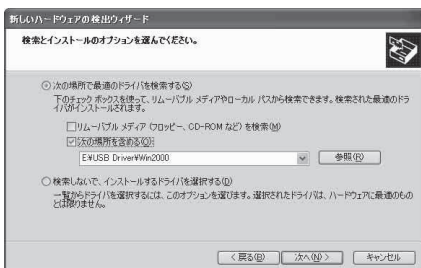 新しいハードウェアの検出ウィザード
検索とインストールのオプションを選んでください。
次の場所で最適のドライバを検索する(S)
下のチェック ボックスを使って、リムーバブル メディアやローカル パスから検索できます。検索された最適のドラ
イバがインストールされます。
リムーバブル メディア (フロッピー、CD-ROM など) を検索(M)
次の場所を含める(O):
E:¥USB Driver¥Win2000
参照(R)
検索しないで、インストールするドライバを選択する(D)
一覧からドライバを選択するには、このオプションを選びます。選択されたドライバは、ハードウェアに最適のもの
とは限りません。
< 戻る(B)
次へ(N) >
キャンセル